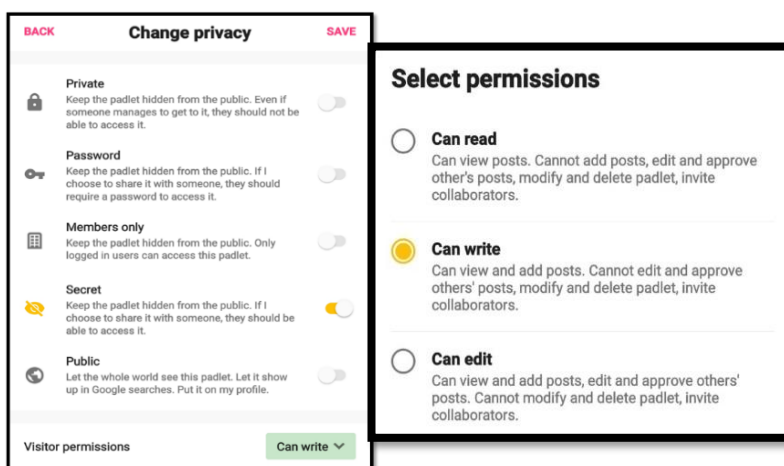 BACK Change privacy SAVE
Private
Keep the padlet hidden from the public. Even if
someone manages to get to it, they should not be
able to access it.
Password
Keep the padlet hidden from the public. If I
choose to share it with someone, they should
require a password to access it.
Members only
Keep the padlet hidden from the public. Only
logged in users can access this padlet.
Secret
Keep the padlet hidden from the public. If I
choose to share it with someone, they should be
able to access it.
Public
Let the whole world see this padlet. Let it show
up in Google searches. Put it on my profile.
Visitor permissions Can write
Select permissions
Can read
Can view posts. Cannot add posts, edit and approve
other's posts, modify and delete padlet, invite
collaborators.
Can write
Can view and add posts. Cannot edit and approve
others' posts, modify and delete padlet, invite
collaborators.
Can edit
Can view and add posts, edit and approve others'
posts. Cannot modify and delete padlet, invite
collaborators.